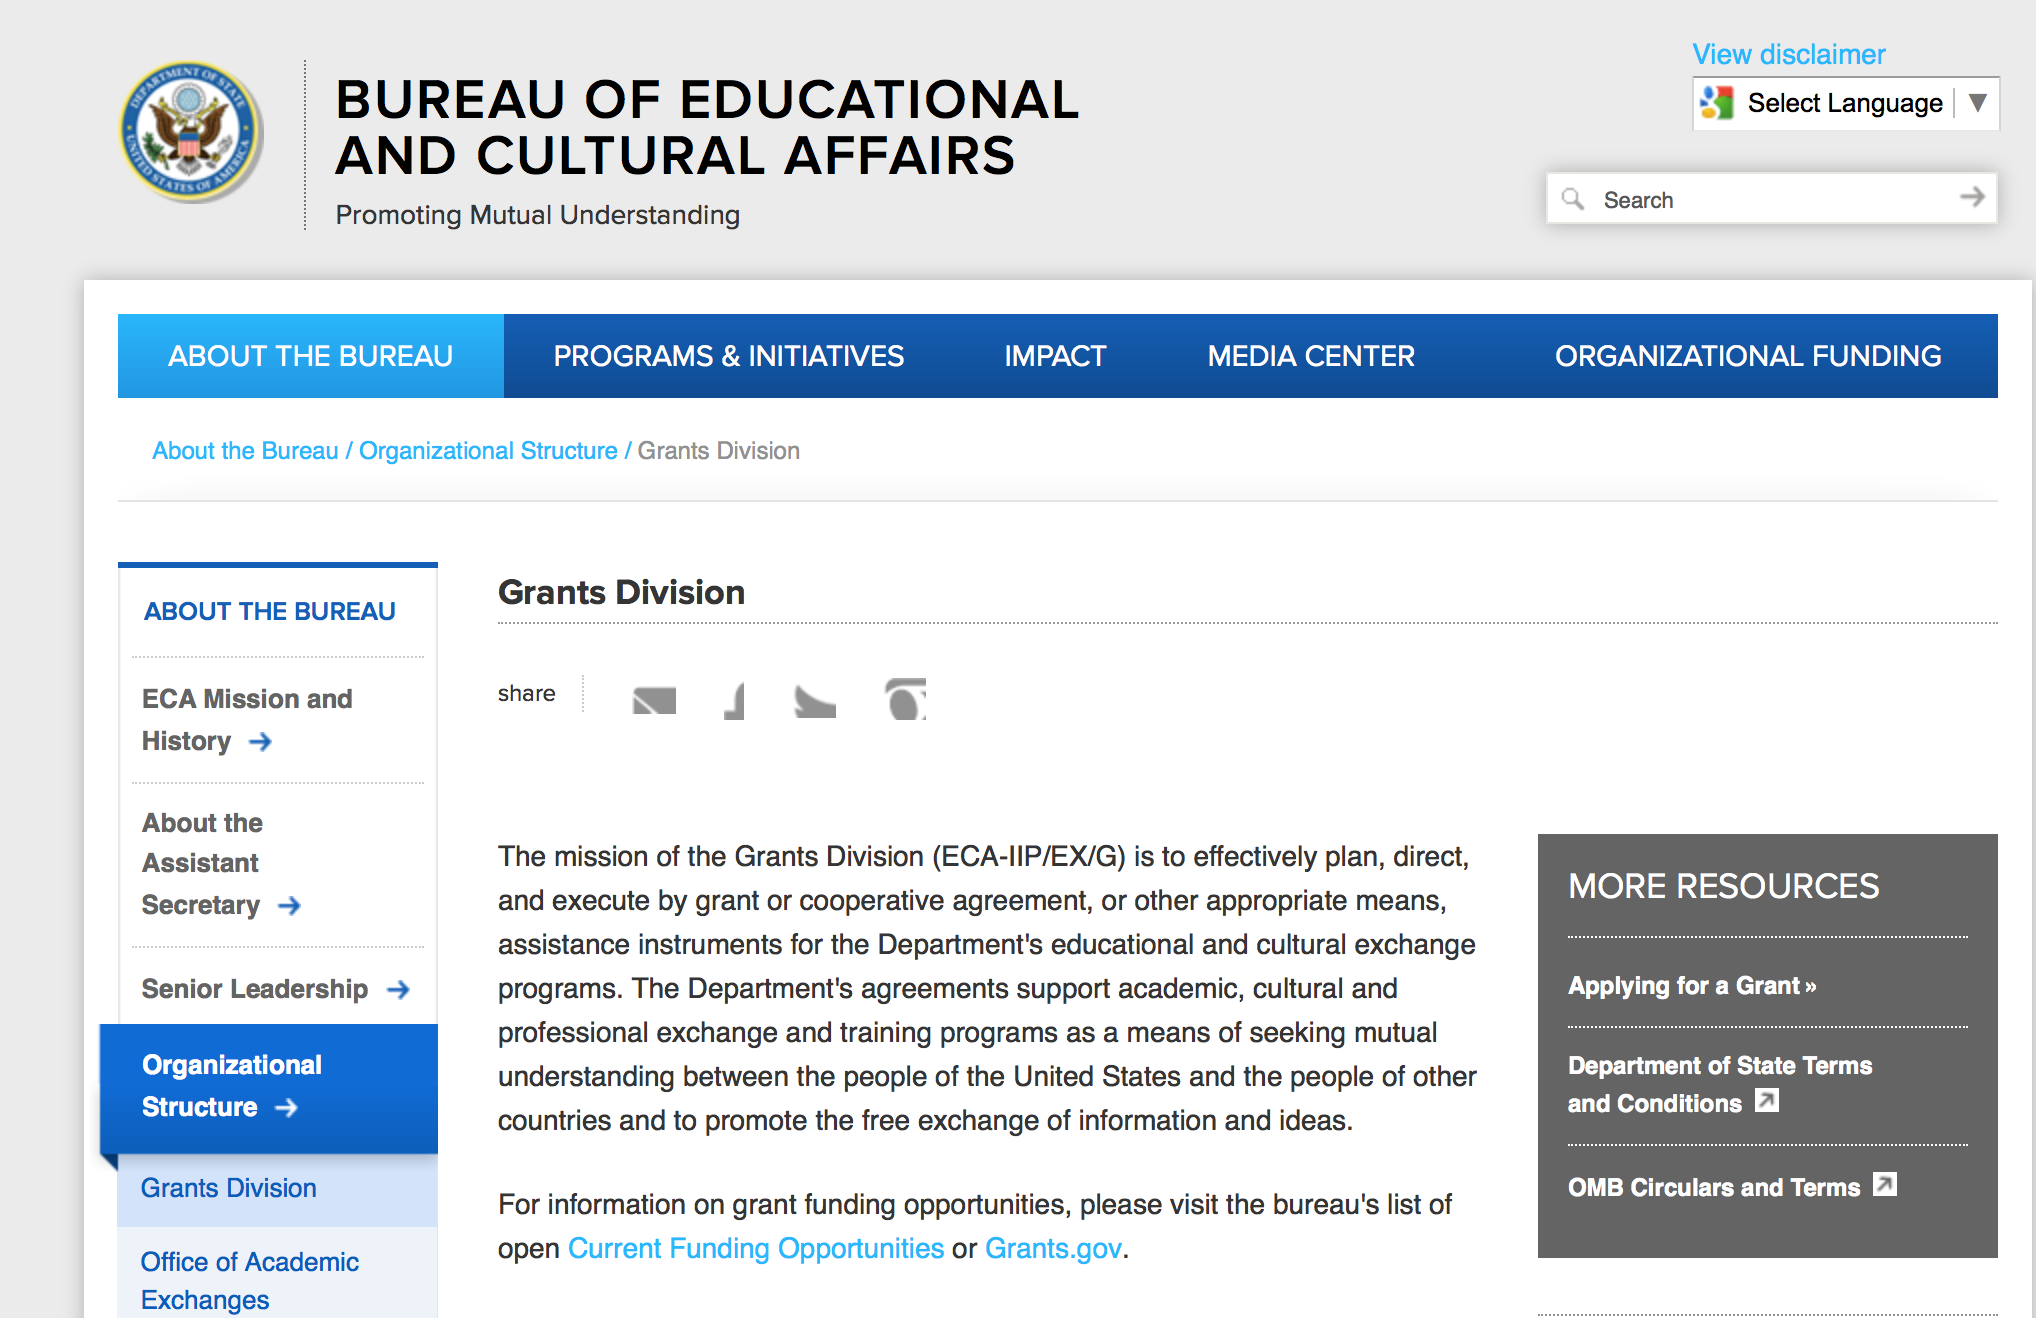 DEPARTMENT OF STATE
UNITED STATES OF AMERICA
BUREAU OF EDUCATIONAL
AND CULTURAL AFFAIRS
Promoting Mutual Understanding
View disclaimer
Select Language ▼
Search
ABOUT THE BUREAU
PROGRAMS & INITIATIVES
IMPACT
MEDIA CENTER
ORGANIZATIONAL FUNDING
About the Bureau / Organizational Structure / Grants Division
ABOUT THE BUREAU
ECA Mission and
History
About the
Assistant
Secretary
Senior Leadership
Organizational
Structure
Grants Division
Office of Academic
Exchanges
Grants Division
share
The mission of the Grants Division (ECA-IIP/EX/G) is to effectively plan, direct,
and execute by grant or cooperative agreement, or other appropriate means,
assistance instruments for the Department's educational and cultural exchange
programs. The Department's agreements support academic, cultural and
professional exchange and training programs as a means of seeking mutual
understanding between the people of the United States and the people of other
countries and to promote the free exchange of information and ideas.
For information on grant funding opportunities, please visit the bureau's list of
open Current Funding Opportunities or Grants.gov.
MORE RESOURCES
Applying for a Grant »
Department of State Terms
and Conditions
OMB Circulars and Terms